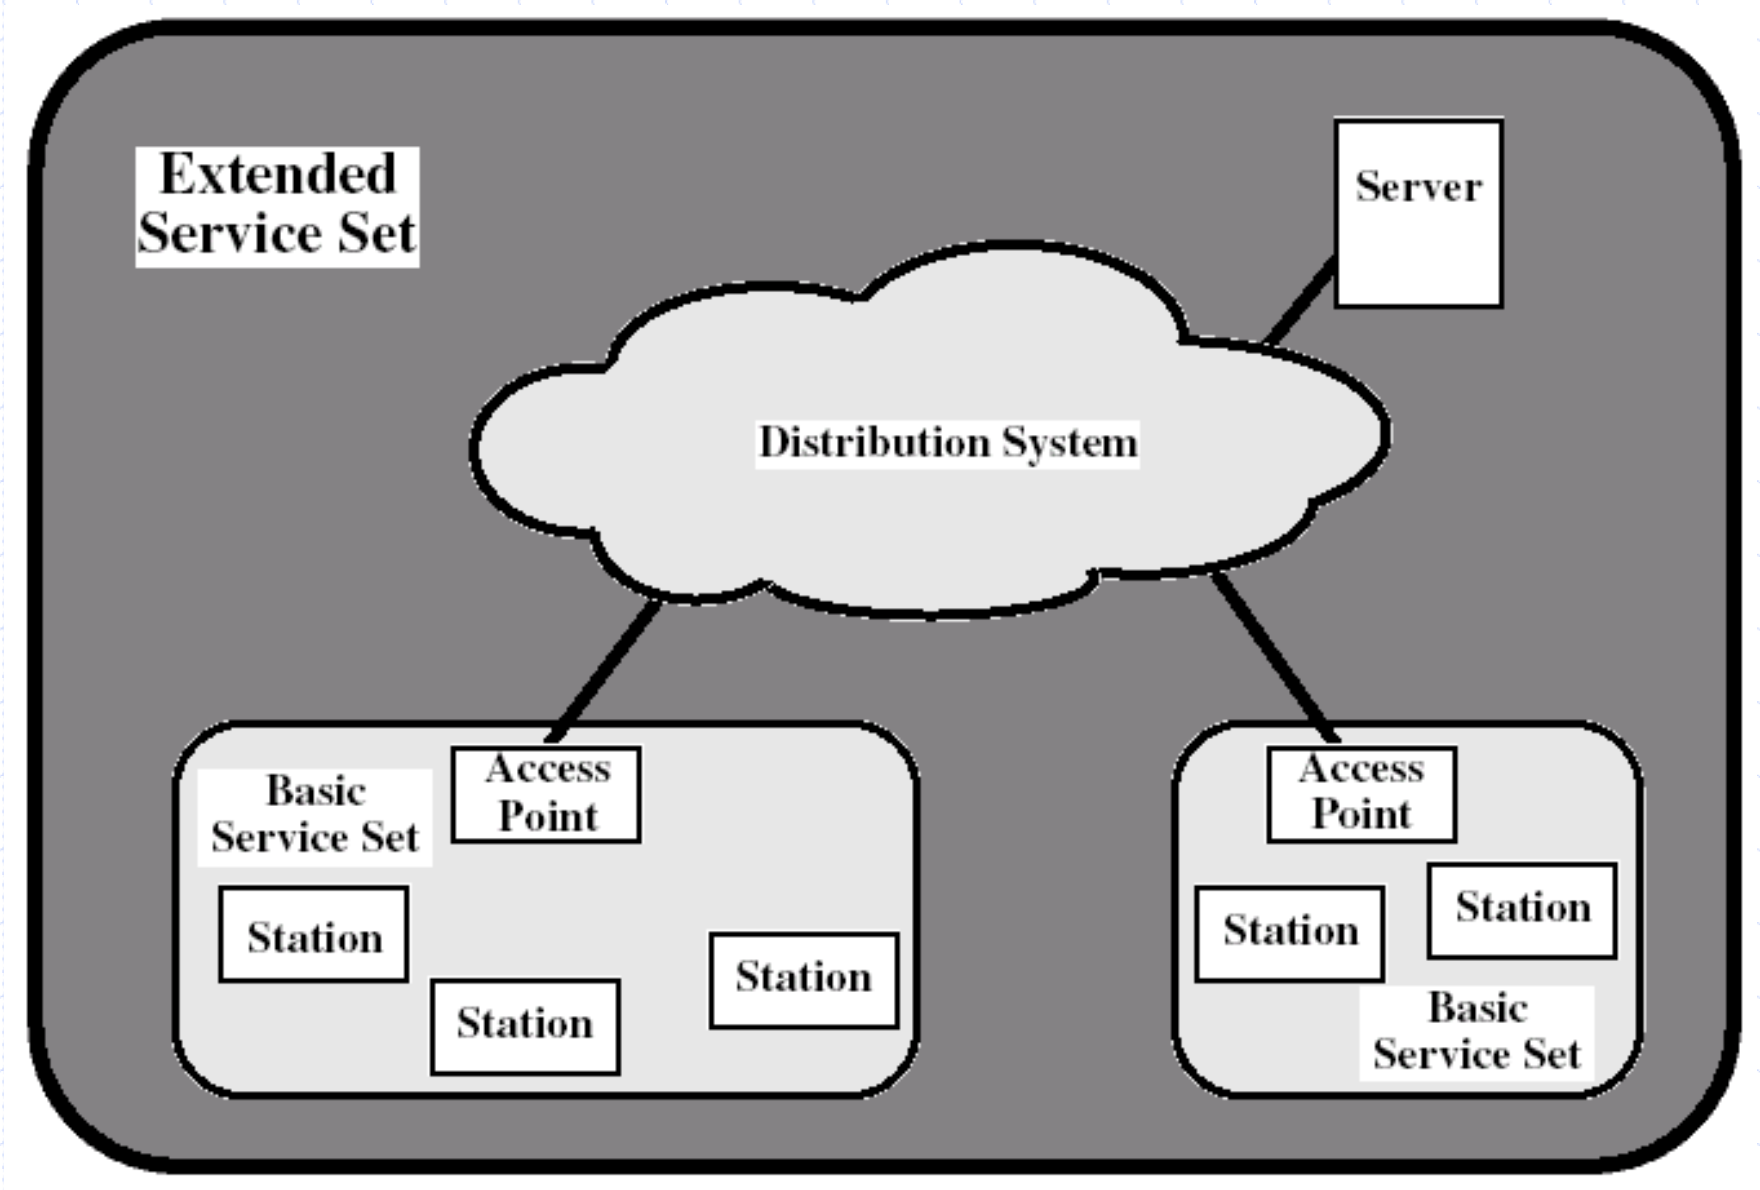 Extended
Service Set
Server
Distribution System
Basic
Service Set
Access
Point
Station
Station
Station
Access
Point
Station
Station
Basic
Service Set